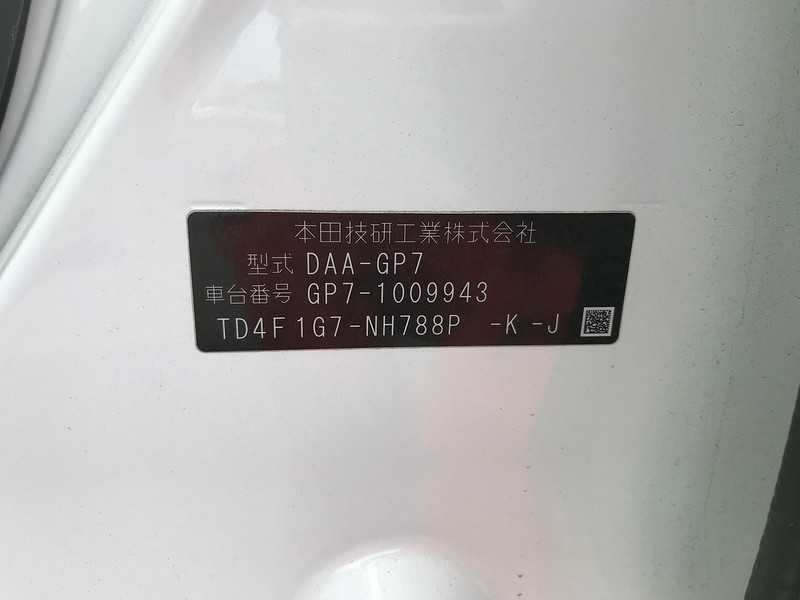 本田技研工業株式会社
型式 DAA-GP7
車台番号 GP7-1009943
TD4F1G7-NH788P -K-J